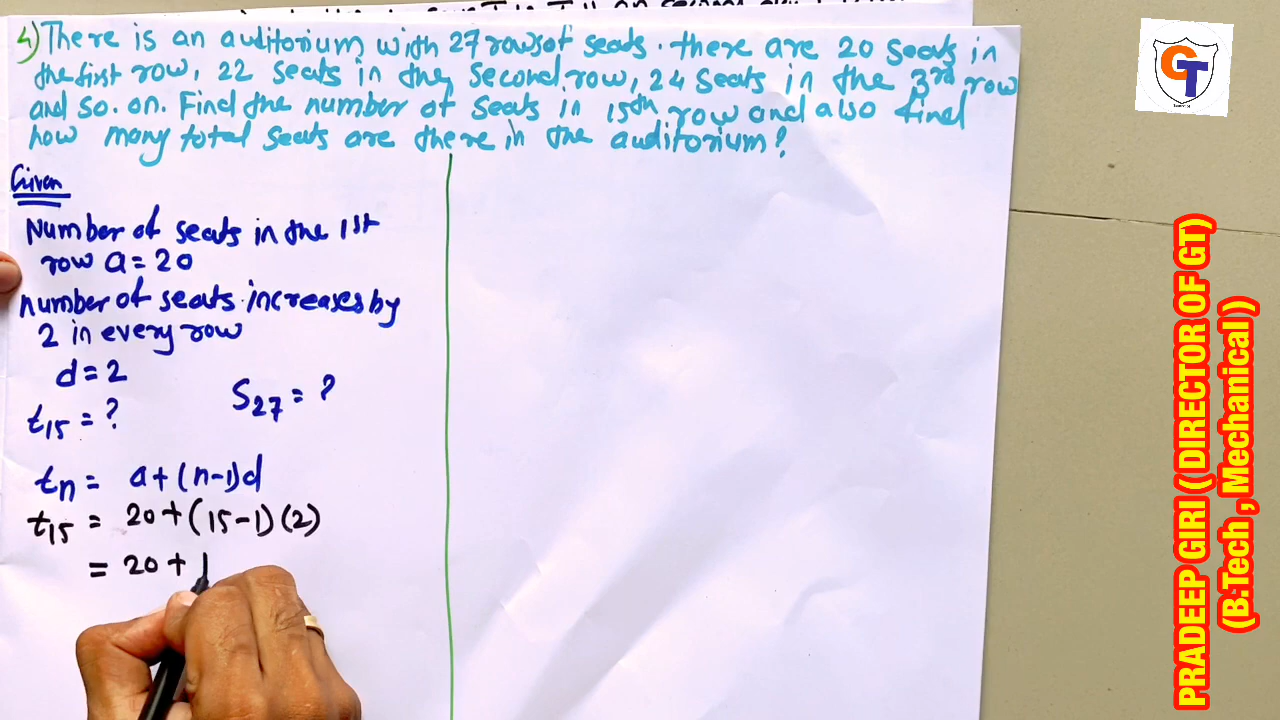 4) There is an auditorium with 27 rows of seats. there are 20 seats in
the first row, 22 seats in the second row, 24 seats in the 3rd row
and so. on. Find the number of seats in 15th row and also find
how many total seats are there in the auditorium?
Given
Number of seats in the 1st
row a = 20
number of seats increases by
2 in every row
d = 2
t15 = ?
S27 = ?
tn = a + (n-1)d
t15 = 20 + (15-1) (2)
= 20 +
GT
PRADEEP GIRI (( DIRECTOR OF GT)
(B.Tech , Mechanical )